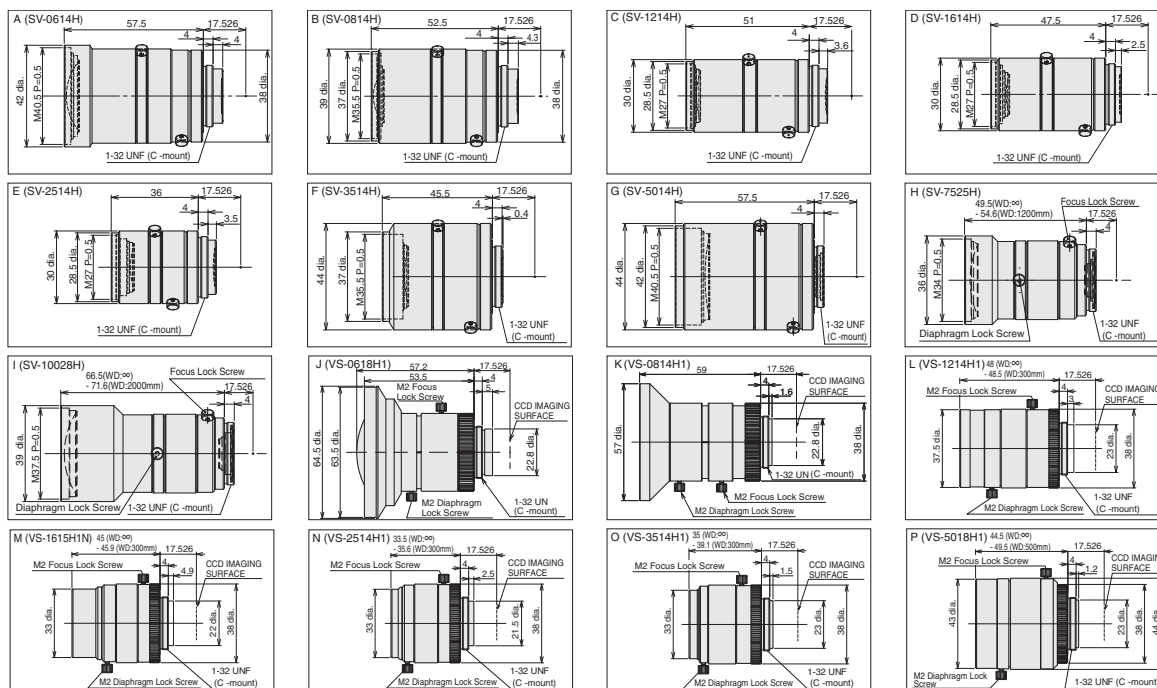 A (SV-0614H)
57.5
17.526
4
4
42 dia.
M40.5 P=0.5
38 dia.
1-32 UNF (C -mount)
B (SV-0814H)
52.5
17.526
4
4.3
39 dia.
37 dia.
M35.5 P=0.5
38 dia.
1-32 UNF (C -mount)
C (SV-1214H)
51
17.526
4
3.6
30 dia.
28.5 dia.
M27 P=0.5
1-32 UNF (C -mount)
D (SV-1614H)
47.5
17.526
4
2.5
30 dia.
28.5 dia.
M27 P=0.5
1-32 UNF (C -mount)
E (SV-2514H)
36
17.526
4
3.5
30 dia.
28.5 dia.
M27 P=0.5
1-32 UNF (C -mount)
F (SV-3514H)
45.5
17.526
4
0.4
44 dia.
37 dia.
M35.5 P=0.5
1-32 UNF
(C -mount)
G (SV-5014H)
57.5
17.526
4
44 dia.
42 dia.
M40.5 P=0.5
1-32 UNF
(C -mount)
H (SV-7525H)
49.5(WD:∞)
- 54.6(WD:1200mm)
Focus Lock Screw
17.526
4
36 dia.
M34 P=0.5
Diaphragm Lock Screw
1-32 UNF
(C -mount)
I (SV-10028H)
66.5(WD:∞)
- 71.6(WD:2000mm)
Focus Lock Screw
17.526
4
39 dia.
M37.5 P=0.5
Diaphragm Lock Screw
1-32 UNF (C -mount)
J (VS-0618H1)
57.2
17.526
53.5
4
5
M2 Focus
Lock Screw
CCD IMAGING
SURFACE
64.5 dia.
63.5 dia.
22.8 dia.
M2 Diaphragm
Lock Screw
1-32 UN
(C -mount)
K (VS-0814H1)
59
17.526
4
1.6
CCD IMAGING
SURFACE
57 dia.
22.8 dia.
38 dia.
1-32 UN (C -mount)
M2 Focus Lock Screw
M2 Diaphragm Lock Screw
L (VS-1214H1)
48 (WD:∞)
- 48.5 (WD:300mm)
17.526
M2 Focus Lock Screw
4
3
CCD IMAGING
SURFACE
37.5 dia.
23 dia.
38 dia.
1-32 UNF
(C -mount)
M2 Diaphragm Lock Screw
M (VS-1615H1N)
45 (WD:∞)
- 45.9 (WD:300mm)
17.526
M2 Focus Lock Screw
4
4.9
CCD IMAGING
SURFACE
33 dia.
22 dia.
38 dia.
1-32 UNF
(C -mount)
M2 Diaphragm Lock Screw
N (VS-2514H1)
33.5 (WD:∞)
- 35.6 (WD:300mm)
17.526
M2 Focus Lock Screw
4
2.5
CCD IMAGING
SURFACE
33 dia.
21.5 dia.
38 dia.
1-32 UNF
(C -mount)
M2 Diaphragm Lock Screw
O (VS-3514H1)
35 (WD:∞)
- 39.1 (WD:300mm)
17.526
M2 Focus Lock Screw
4
1.5
CCD IMAGING
SURFACE
33 dia.
23 dia.
38 dia.
1-32 UNF
(C -mount)
M2 Diaphragm Lock Screw
P (VS-5018H1)
44.5 (WD:∞)
- 49.5 (WD:500mm)
17.526
M2 Focus Lock Screw
4
1.2
CCD IMAGING
SURFACE
43 dia.
23 dia.
38 dia.
44 dia.
M2 Diaphragm Lock
Screw
1-32 UNF (C -mount)